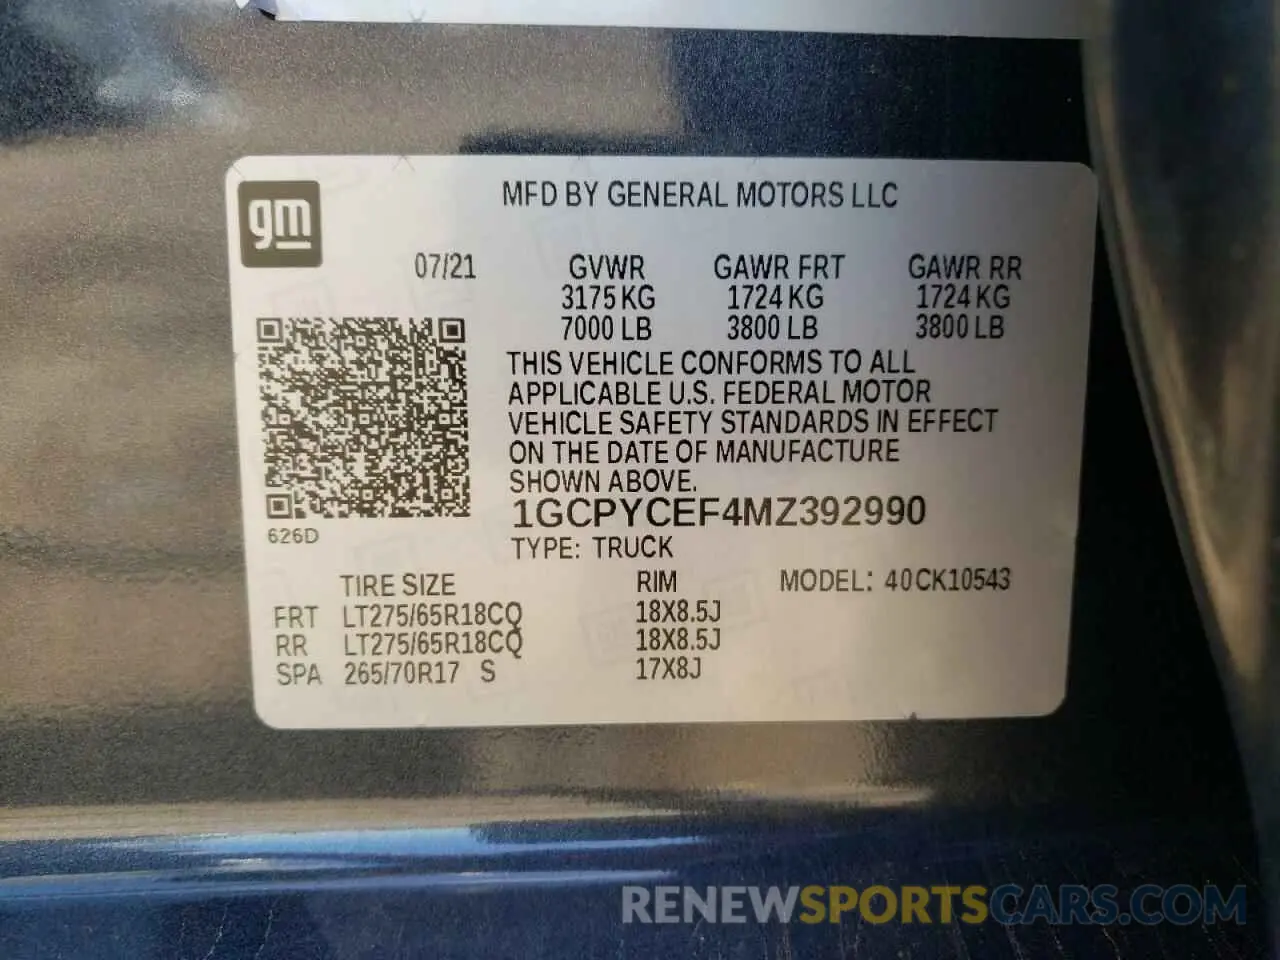 gm
MFD BY GENERAL MOTORS LLC
07/21 GVWR GAWR FRT GAWR RR
3175 KG 1724 KG 1724 KG
7000 LB 3800 LB 3800 LB
THIS VEHICLE CONFORMS TO ALL
APPLICABLE U.S. FEDERAL MOTOR
VEHICLE SAFETY STANDARDS IN EFFECT
ON THE DATE OF MANUFACTURE
SHOWN ABOVE.
1GCPYCEF4MZ392990
626D
TYPE: TRUCK
TIRE SIZE RIM MODEL: 40CK10543
FRT LT275/65R18CQ 18X8.5J
RR LT275/65R18CQ 18X8.5J
SPA 265/70R17 S 17X8J
RENEWSPORTSCARS.COM